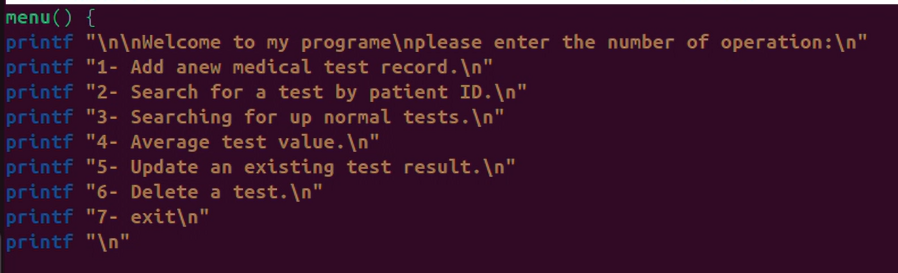 menu() {
printf "\n\nWelcome to my programe\nplease enter the number of operation:\n"
printf "1- Add anew medical test record.\n"
printf "2- Search for a test by patient ID.\n"
printf "3- Searching for up normal tests.\n"
printf "4- Average test value.\n"
printf "5- Update an existing test result.\n"
printf "6- Delete a test.\n"
printf "7- exit\n"
printf "\n"